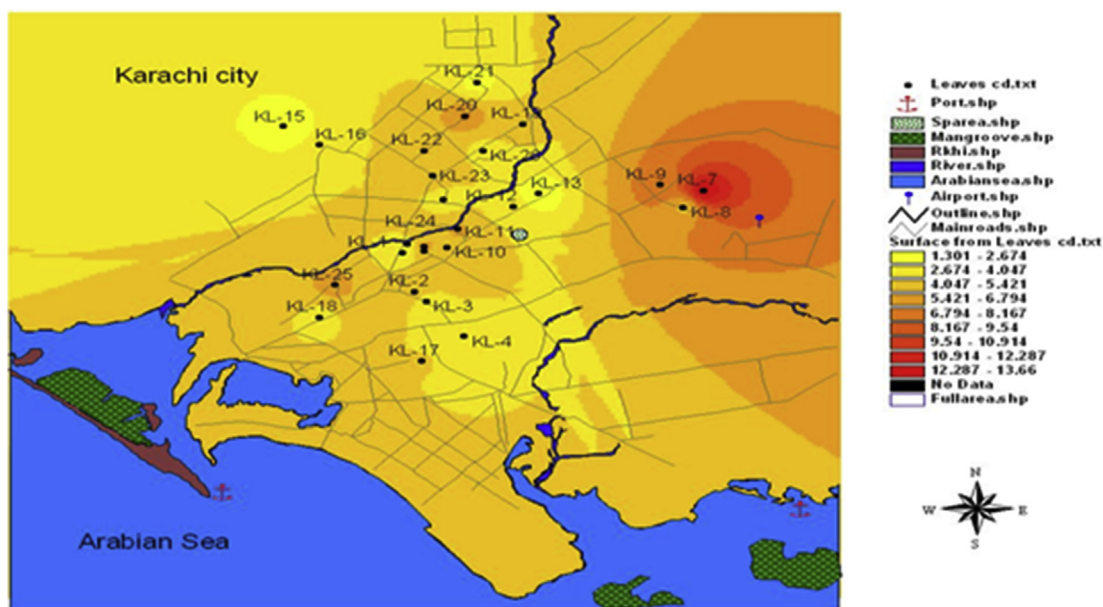 Karachi city
KL-21
KL-20
KL-15
KL-16
KL-22
KL-26
KL-23
KL-9
KL-7
KL-12
KL-13
KL-8
KL-24
KL-11
KL-1
KL-10
KL-25
KL-2
KL-18
KL-3
KL-4
KL-17
Arabian Sea
Leaves cd.txt
Port.shp
Sparea.shp
Mangroove.shp
Rkhi.shp
River.shp
Arabiansea.shp
Airport.shp
Outline.shp
Mainroads.shp
Surface from Leaves cd.txt
1.301 - 2.674
2.674 - 4.047
4.047 - 5.421
5.421 - 6.794
6.794 - 8.167
8.167 - 9.54
9.54 - 10.914
10.914 - 12.287
12.287 - 13.66
No Data
Fullarea.shp
N
W
E
S